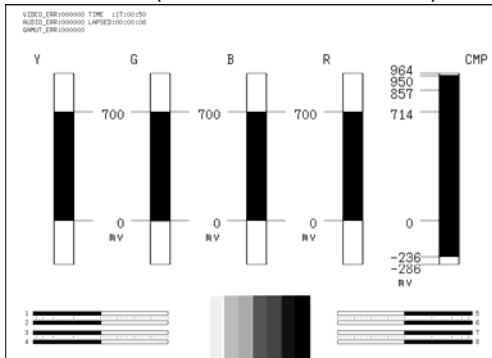 VIDEO_ERR:000000 TIME :17:00:50
AUDIO_ERR:000000 LAPSED:00:00:08
GAMUT_ERR:000000
Y G B R CMP
964
950
857
700 700 700 714
0 0 0 0
mV mV mV
-236
-286
mV
1 5
2 6
3 7
4 8